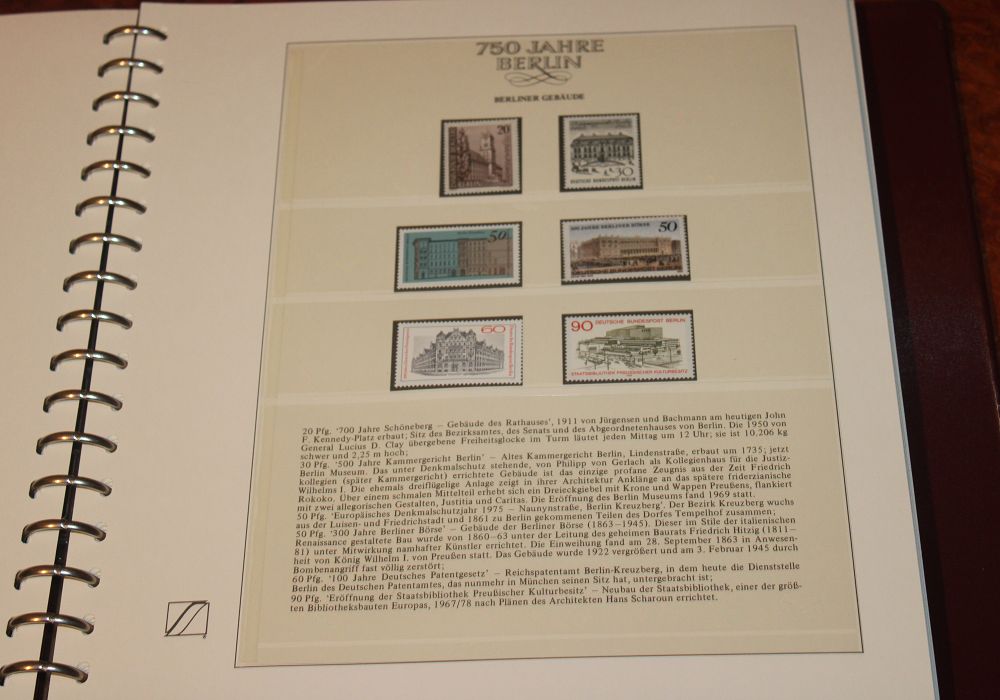 750 JAHRE
BERLIN
BERLINER GEBÄUDE
20
30
DEUTSCHE BUNDESPOST BERLIN
50
300 JAHRE BERLINER BÖRSE
50
60
90 DEUTSCHE BUNDESPOST BERLIN
STAATSBIBLIOTHEK PREUSSISCHER KULTURBESITZ
20 Pfg. '700 Jahre Schöneberg – Gebäude des Rathauses', 1911 von Jürgensen und Bachmann am heutigen John
F. Kennedy-Platz erbaut; Sitz des Bezirksamtes, des Senats und des Abgeordnetenhauses von Berlin. Die 1950 von
General Lucius D. Clay übergebene Freiheitsglocke im Turm läutet jeden Mittag um 12 Uhr; sie ist 10,206 kg
schwer und 2,25 m hoch;
30 Pfg. '500 Jahre Kammergericht Berlin' – Altes Kammergericht Berlin, Lindenstraße, erbaut um 1735; jetzt
Berlin Museum. Das unter Denkmalschutz stehende, von Philipp von Gerlach als Kollegienhaus für die Justiz-
kollegien (später Kammergericht) errichtete Gebäude ist das einzige profane Zeugnis aus der Zeit Friedrich
Wilhelms I. Die ehemals dreiflügelige Anlage zeigt in ihrer Architektur Anklänge an das spätere friderzianische
Rokoko. Über einem schmalen Mittelteil erhebt sich ein Dreieckgiebel mit Krone und Wappen Preußens, flankiert
mit zwei allegorischen Gestalten, Justitia und Caritas. Die Eröffnung des Berlin Museums fand 1969 statt.
50 Pfg. 'Europäisches Denkmalschutzjahr 1975 – Naunynstraße, Berlin Kreuzberg'. Der Bezirk Kreuzberg wuchs
aus der Luisen- und Friedrichstadt und 1861 zu Berlin gekommenen Teilen des Dorfes Tempelhof zusammen;
50 Pfg. '300 Jahre Berliner Börse' – Gebäude der Berliner Börse (1863–1945). Dieser im Stile der italienischen
Renaissance gestaltete Bau wurde von 1860–63 unter der Leitung des geheimen Baurats Friedrich Hitzig (1811–
81) unter Mitwirkung namhafter Künstler errichtet. Die Einweihung fand am 28. September 1863 in Anwesen-
heit von König Wilhelm I. von Preußen statt. Das Gebäude wurde 1922 vergrößert und am 3. Februar 1945 durch
Bombenangriff fast völlig zerstört;
60 Pfg. '100 Jahre Deutsches Patentgesetz' – Reichspatentamt Berlin-Kreuzberg, in dem heute die Dienststelle
Berlin des Deutschen Patentamtes, das nunmehr in München seinen Sitz hat, untergebracht ist;
90 Pfg. 'Eröffnung der Staatsbibliothek Preußischer Kulturbesitz' – Neubau der Staatsbibliothek, einer der größ-
ten Bibliotheksbauten Europas, 1967/78 nach Plänen des Architekten Hans Scharoun errichtet.